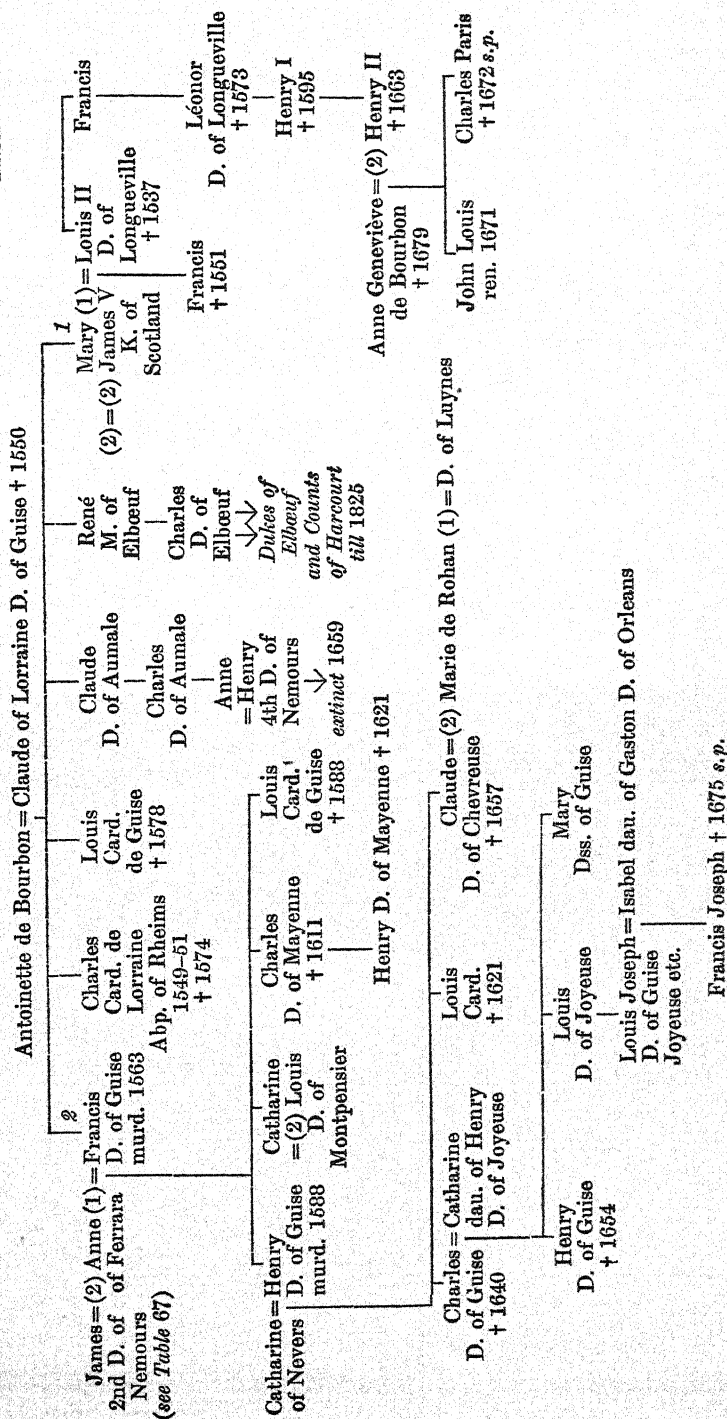 Antoinette de Bourbon = Claude of Lorraine D. of Guise † 1550
2
1
James = (2) Anne (1) = Francis
2nd D. of of Ferrara D. of Guise
Nemours murd. 1563
(see Table 67)
Charles
Card. de
Lorraine
Abp. of Rheims
1549–51
† 1574
Louis
Card.
de Guise
† 1578
Claude
D. of Aumale
Charles
D. of Aumale
Anne
= Henry
4th D. of
Nemours
extinct 1659
René
M. of
Elbœuf
Charles
D. of
Elbœuf
Dukes of
Elbœuf
and Counts
of Harcourt
till 1825
Mary (1) = Louis II
(2) = (2) James V D. of
K. of Longueville
Scotland † 1537
Francis
Francis
† 1551
Léonor
D. of Longueville
† 1573
Henry I
† 1595
Anne Geneviève = (2) Henry II
de Bourbon † 1663
† 1679
John Louis
ren. 1671
Charles Paris
† 1672 s.p.
Catharine = Henry
of Nevers D. of Guise
murd. 1588
Catharine
= (2) Louis
D. of
Montpensier
Charles
D. of Mayenne
† 1611
Louis
Card.
de Guise
† 1588
Henry D. of Mayenne † 1621
Charles = Catharine
D. of Guise dau. of Henry
† 1640 D. of Joyeuse
Louis
Card.
† 1621
Claude = (2) Marie de Rohan (1) = D. of Luynes
D. of Chevreuse
† 1657
Henry
D. of Guise
† 1654
Louis
D. of Joyeuse
Mary
Dss. of Guise
Louis Joseph = Isabel dau. of Gaston D. of Orleans
D. of Guise
Joyeuse etc.
Francis Joseph † 1675 s.p.